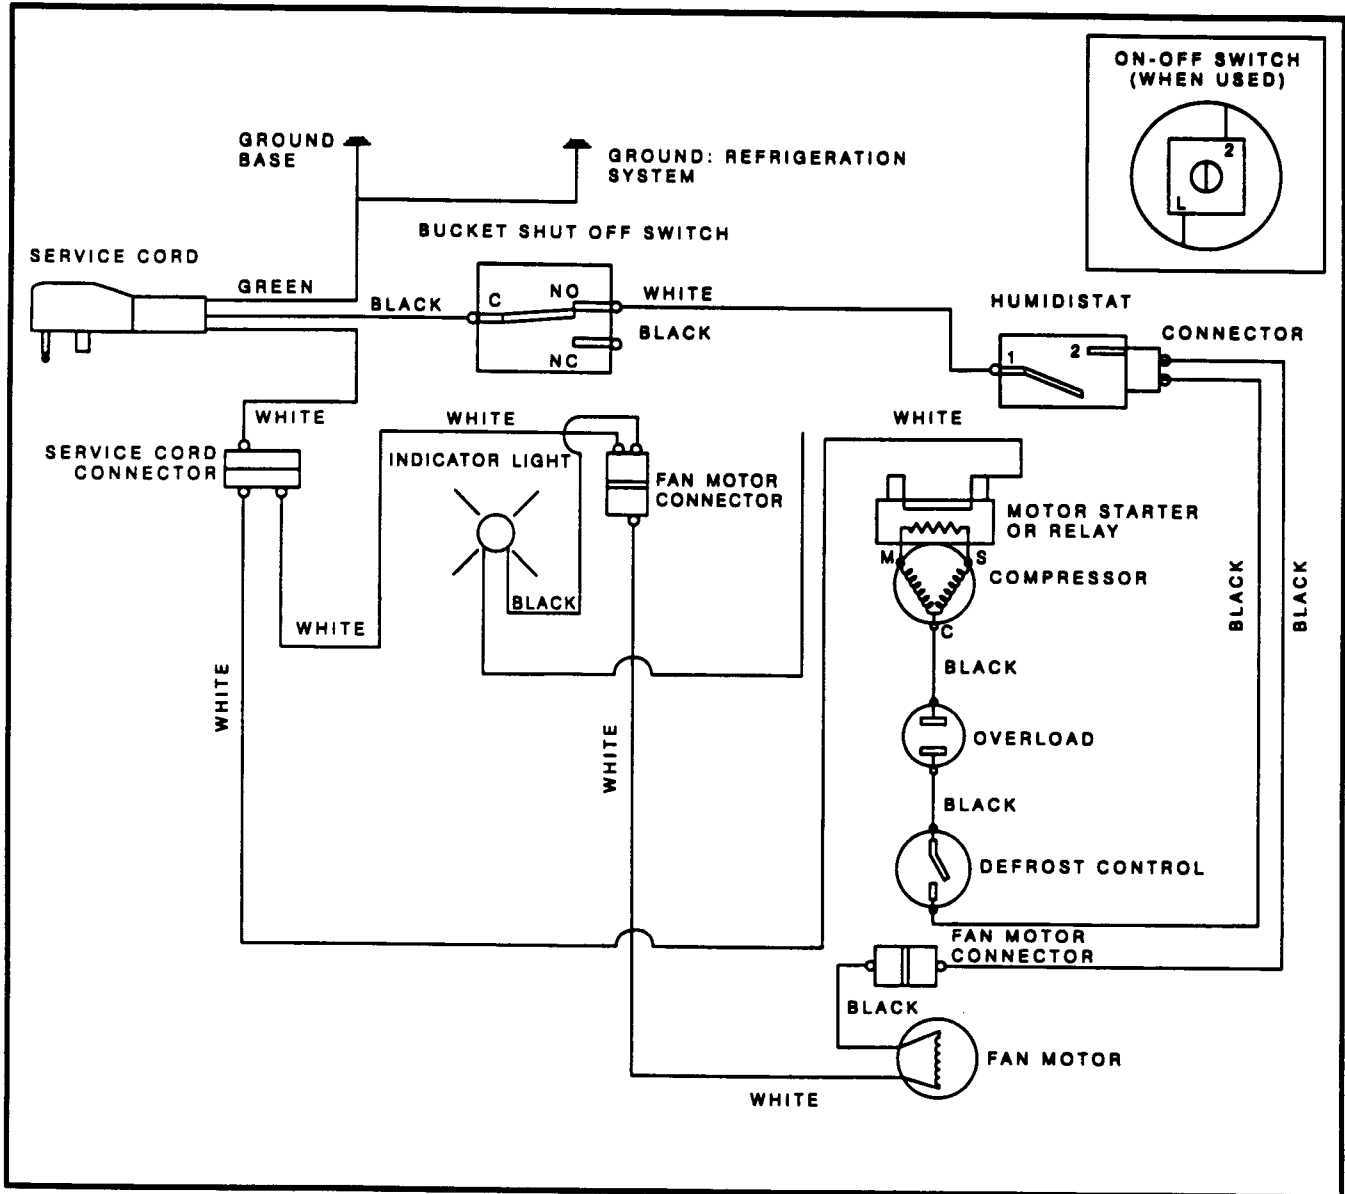 ON-OFF SWITCH
(WHEN USED)
2
L
GROUND
BASE
GROUND: REFRIGERATION
SYSTEM
BUCKET SHUT OFF SWITCH
SERVICE CORD
GREEN
BLACK
C
NO
WHITE
BLACK
NC
HUMIDISTAT
CONNECTOR
1
2
WHITE
WHITE
WHITE
SERVICE CORD
CONNECTOR
INDICATOR LIGHT
FAN MOTOR
CONNECTOR
MOTOR STARTER
OR RELAY
M
S
COMPRESSOR
C
BLACK
BLACK
BLACK
WHITE
BLACK
WHITE
WHITE
OVERLOAD
BLACK
DEFROST CONTROL
FAN MOTOR
CONNECTOR
BLACK
FAN MOTOR
WHITE